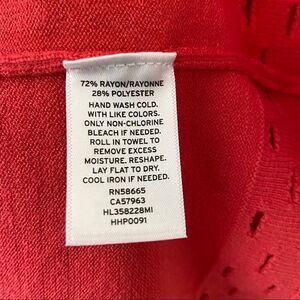 72% RAYON/RAYONNE
28% POLYESTER
HAND WASH COLD.
WITH LIKE COLORS.
ONLY NON-CHLORINE
BLEACH IF NEEDED.
ROLL IN TOWEL TO
REMOVE EXCESS
MOISTURE, RESHAPE.
LAY FLAT TO DRY.
COOL IRON IF NEEDED.
RN58665
CA57963
HL358228MI
HHP0091